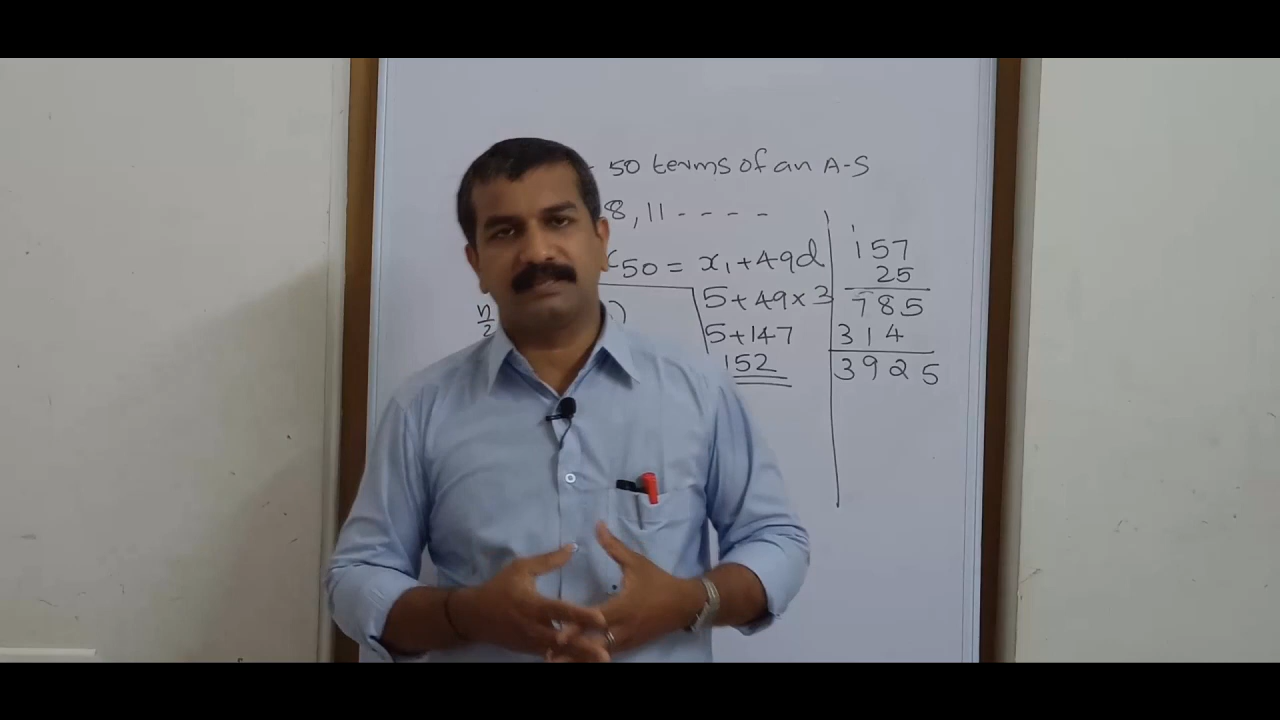 50 terms of an A-S
8, 11 - - - -
50 = x₁ + 49d
n/2 )
5 + 49 × 3
5 + 147
152
157
25
785
314
3925